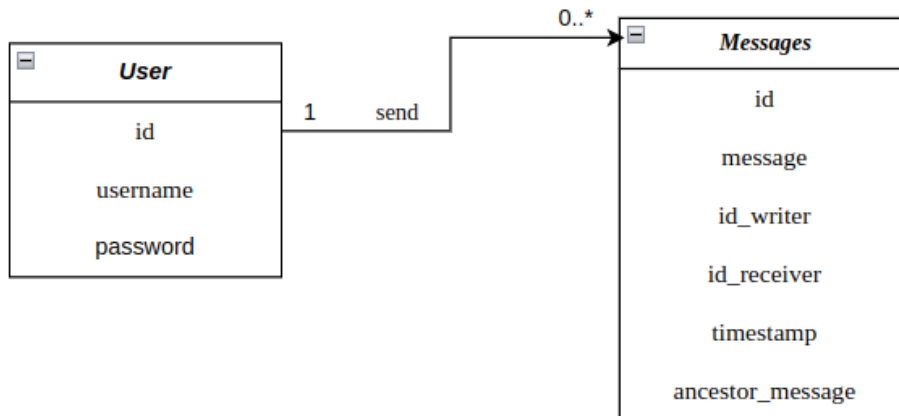 User
id
username
password
1
send
0..*
Messages
id
message
id_writer
id_receiver
timestamp
ancestor_message